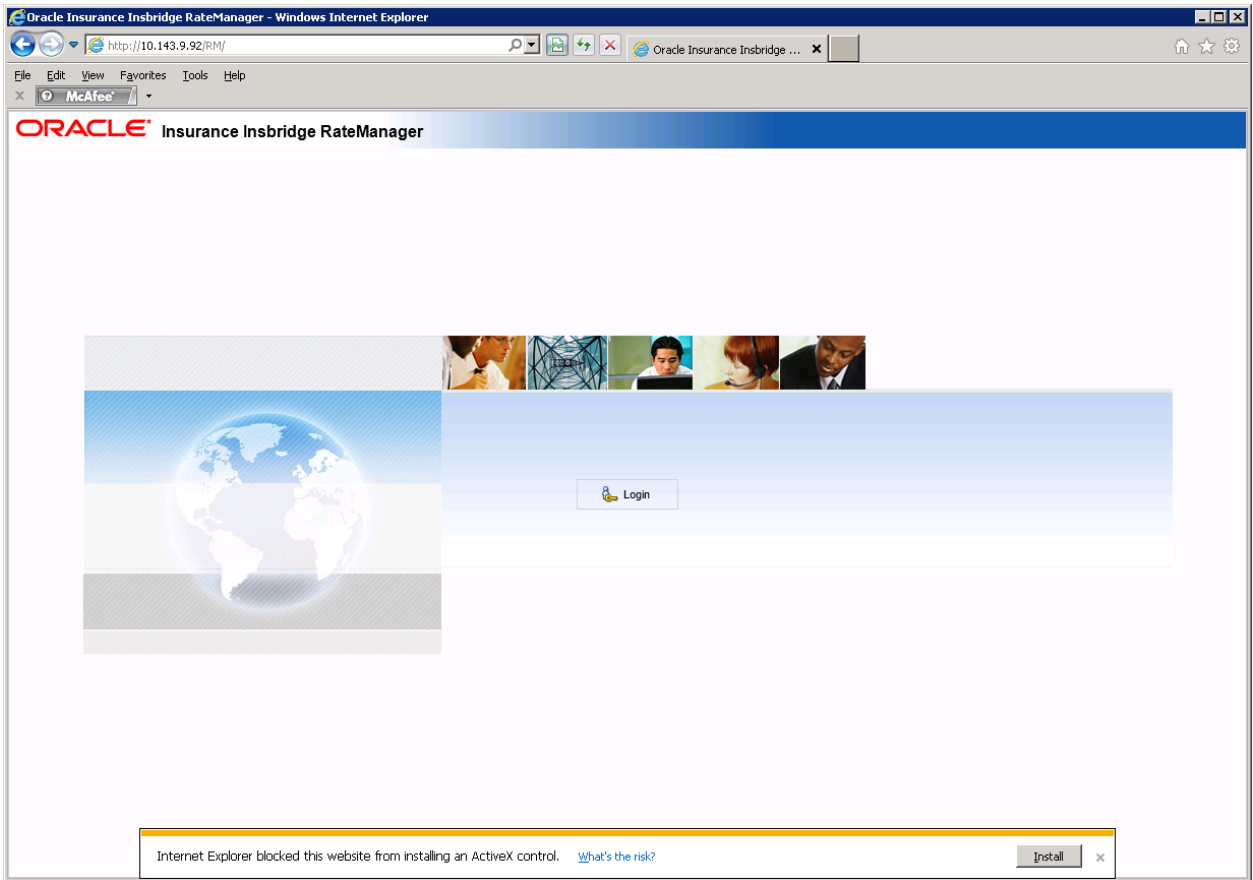 Oracle Insurance Insbridge RateManager - Windows Internet Explorer
http://10.143.9.92/RM/
Oracle Insurance Insbridge ...
File Edit View Favorites Tools Help
McAfee
ORACLE Insurance Insbridge RateManager
Login
Internet Explorer blocked this website from installing an ActiveX control. What's the risk? Install